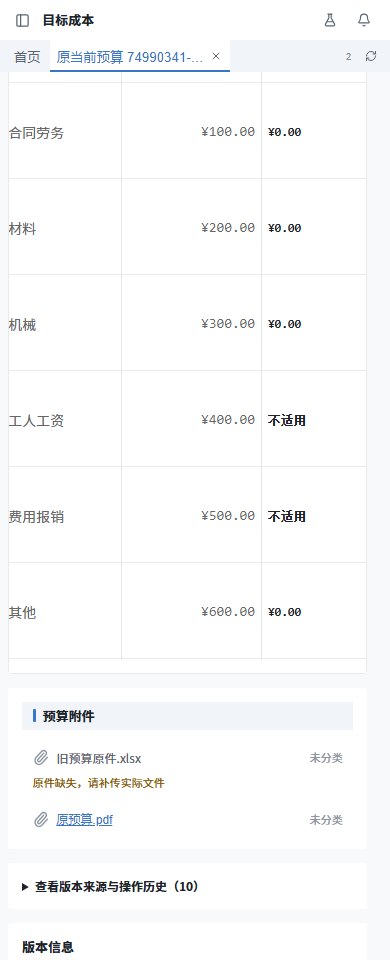 目标成本
首页 原当前预算 74990341-... 2
合同劳务 ¥100.00 ¥0.00
材料 ¥200.00 ¥0.00
机械 ¥300.00 ¥0.00
工人工资 ¥400.00 不适用
费用报销 ¥500.00 不适用
其他 ¥600.00 ¥0.00
预算附件
旧预算原件.xlsx 未分类
原件缺失，请补传实际文件
原预算.pdf 未分类
查看版本来源与操作历史（10）
版本信息